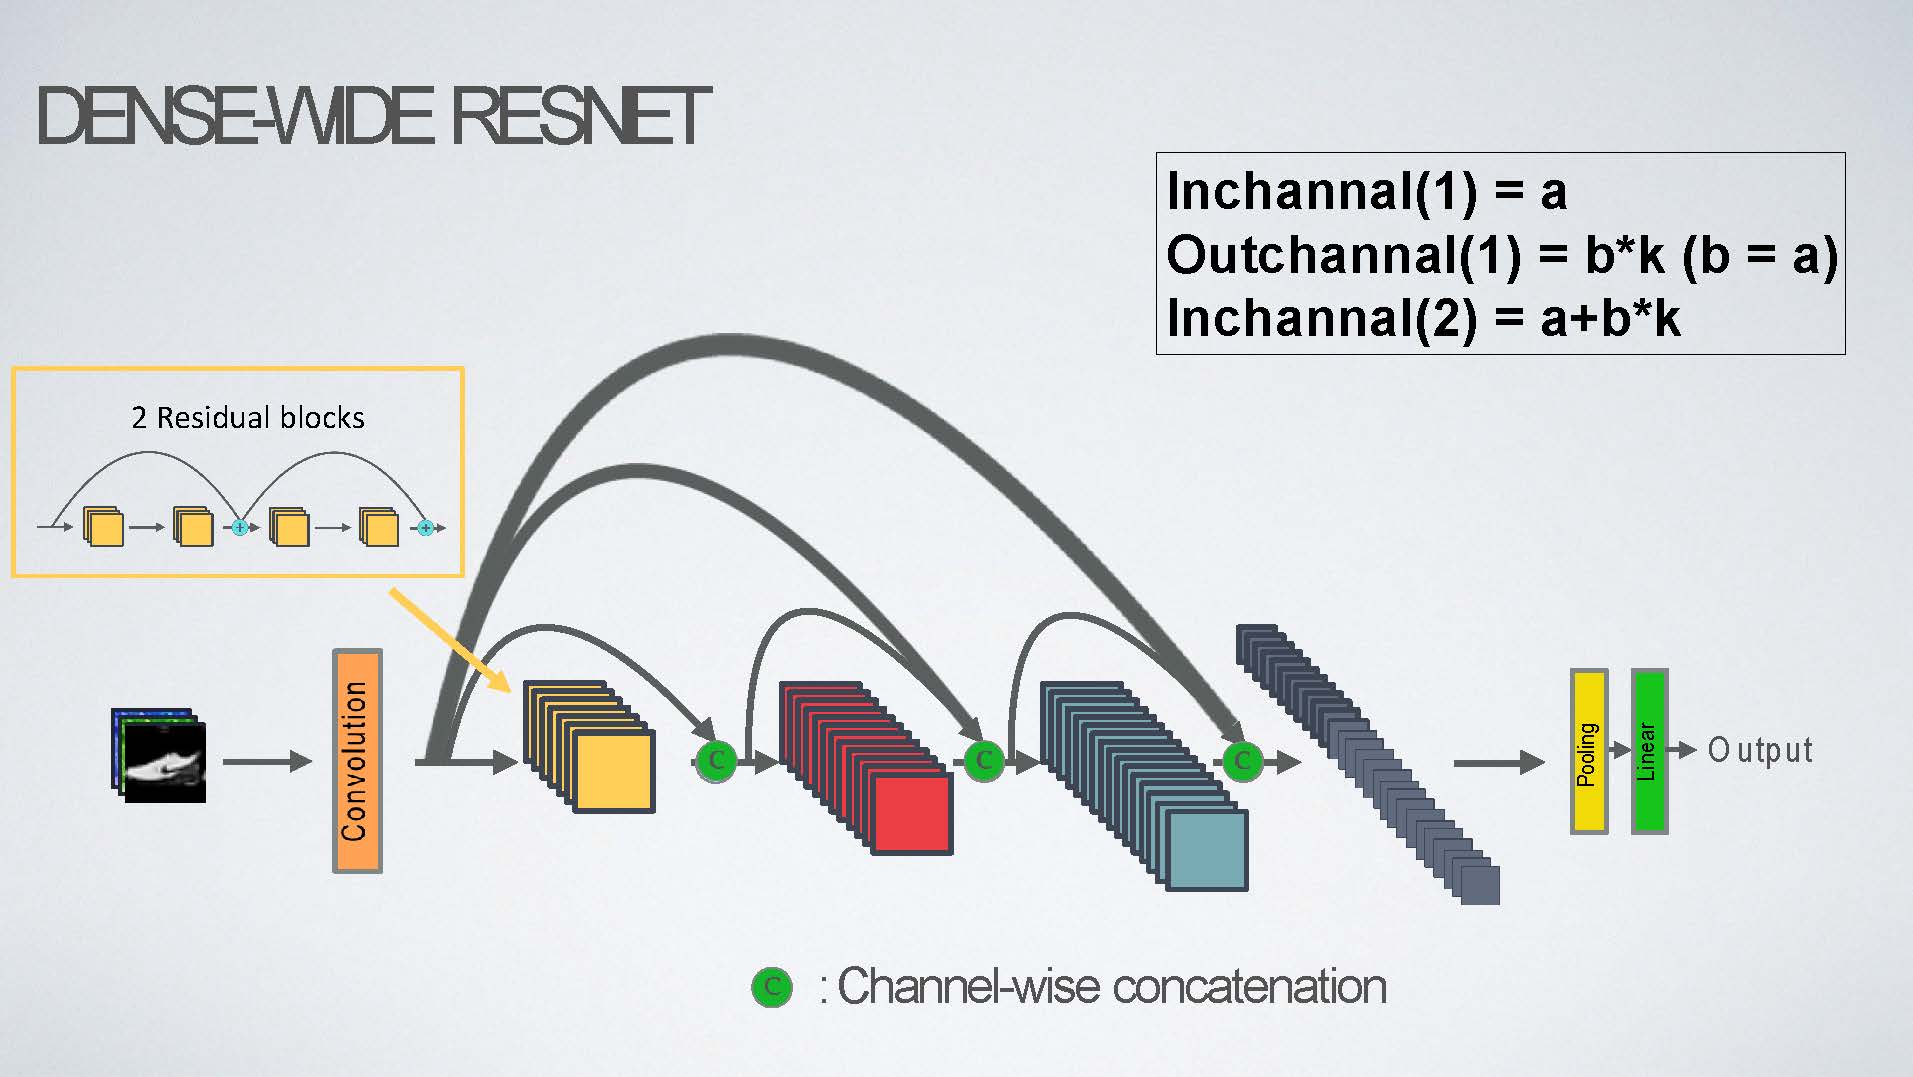 DENSE-WIDE RESNET
Inchannal(1) = a
Outchannal(1) = b*k (b = a)
Inchannal(2) = a+b*k
2 Residual blocks
+
+
Convolution
C
C
C
Pooling
Linear
Output
C : Channel-wise concatenation